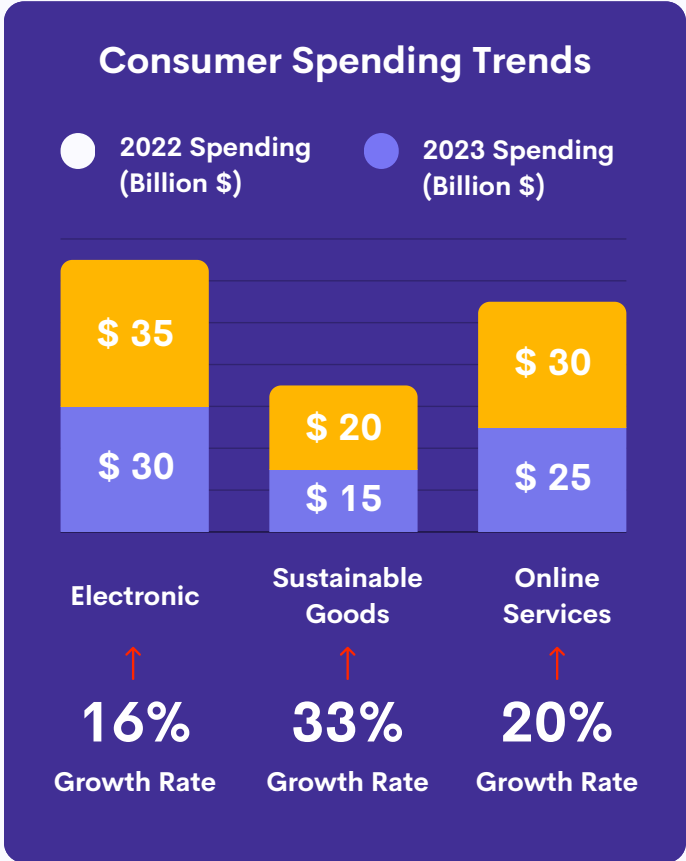 Consumer Spending Trends
2022 Spending
(Billion $)
2023 Spending
(Billion $)
$ 35
$ 30
$ 20
$ 15
$ 30
$ 25
Electronic
Sustainable
Goods
Online
Services
↑
↑
↑
16%
33%
20%
Growth Rate
Growth Rate
Growth Rate